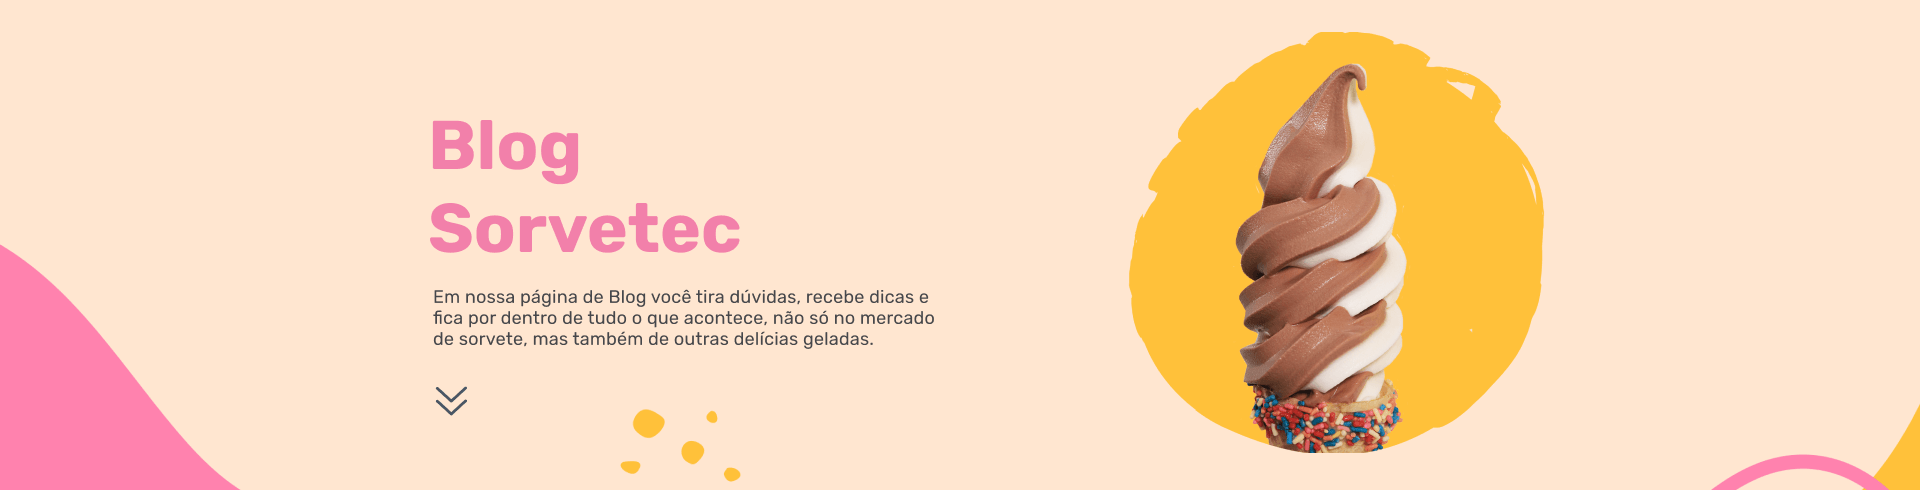 Blog
Sorvetec
Em nossa página de Blog você tira dúvidas, recebe dicas e
fica por dentro de tudo o que acontece, não só no mercado
de sorvete, mas também de outras delícias geladas.